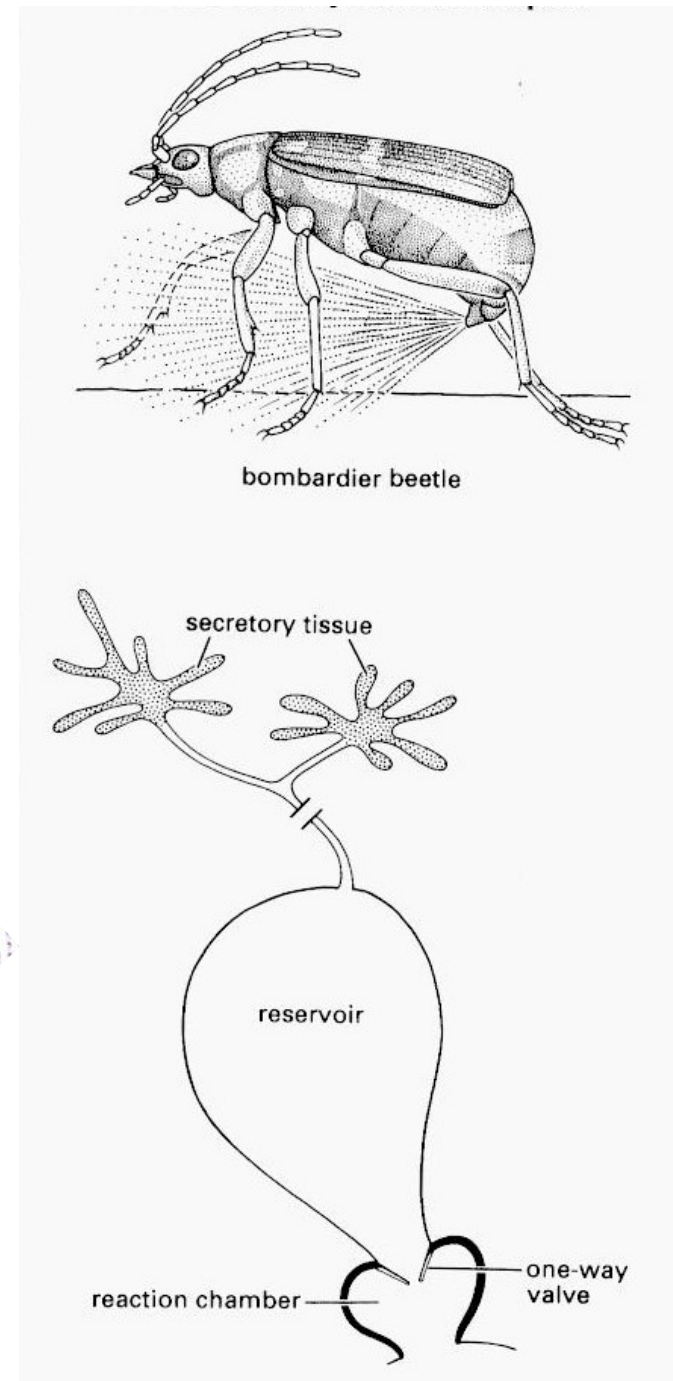 bombardier beetle
secretory tissue
reservoir
one-way
valve
reaction chamber